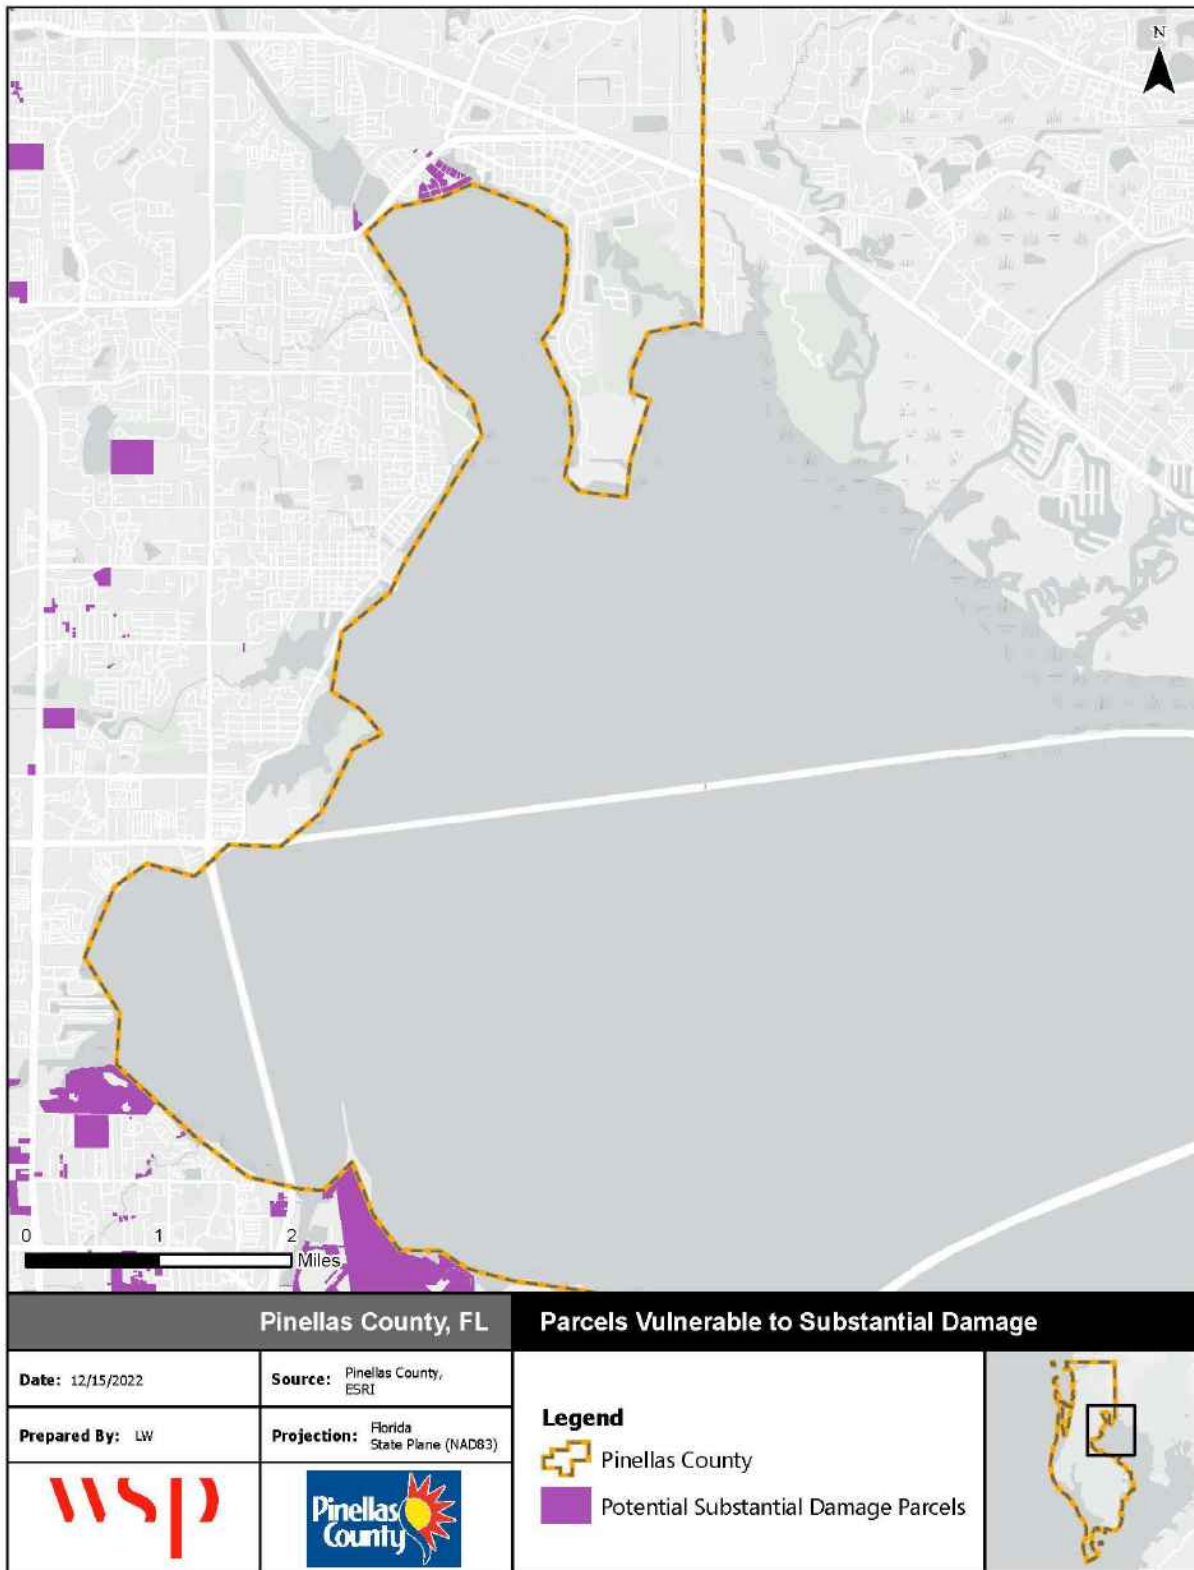 N
0
1
2
Miles
Pinellas County, FL
Parcels Vulnerable to Substantial Damage
Date: 12/15/2022
Source: Pinellas County,
ESRI
Prepared By: LW
Projection: Florida
State Plane (NAD83)
Legend
Pinellas County
Potential Substantial Damage Parcels
wsp
Pinellas
County